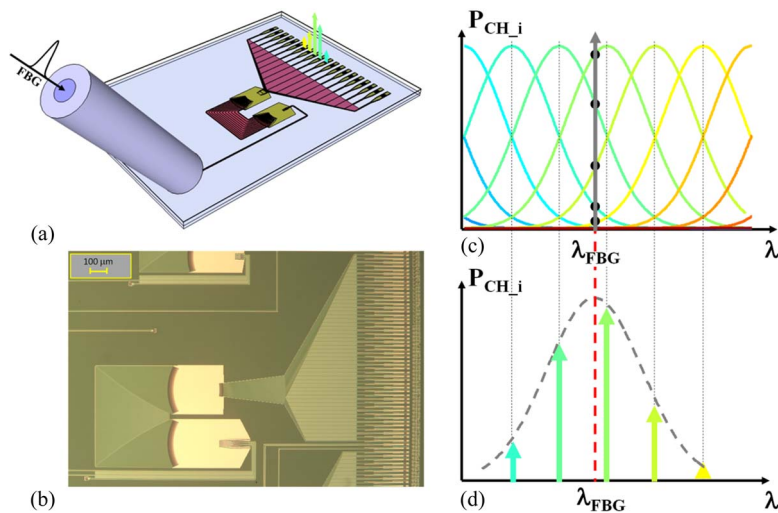 FBG
(a)
100 μm
(b)
P_CH_i
(c)
λ_FBG
λ
P_CH_i
(d)
λ_FBG
λ